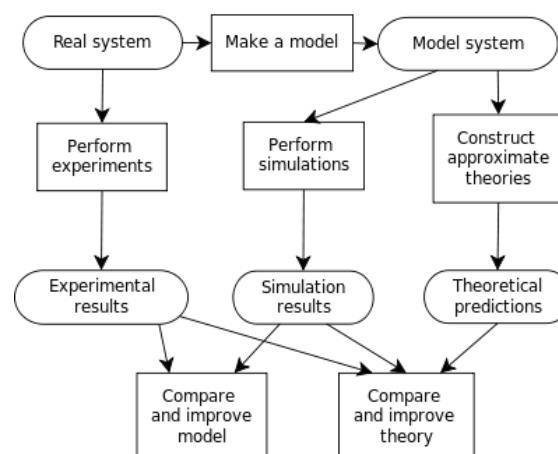 Real system
Make a model
Model system
Perform
experiments
Perform
simulations
Construct
approximate
theories
Experimental
results
Simulation
results
Theoretical
predictions
Compare
and improve
model
Compare
and improve
theory